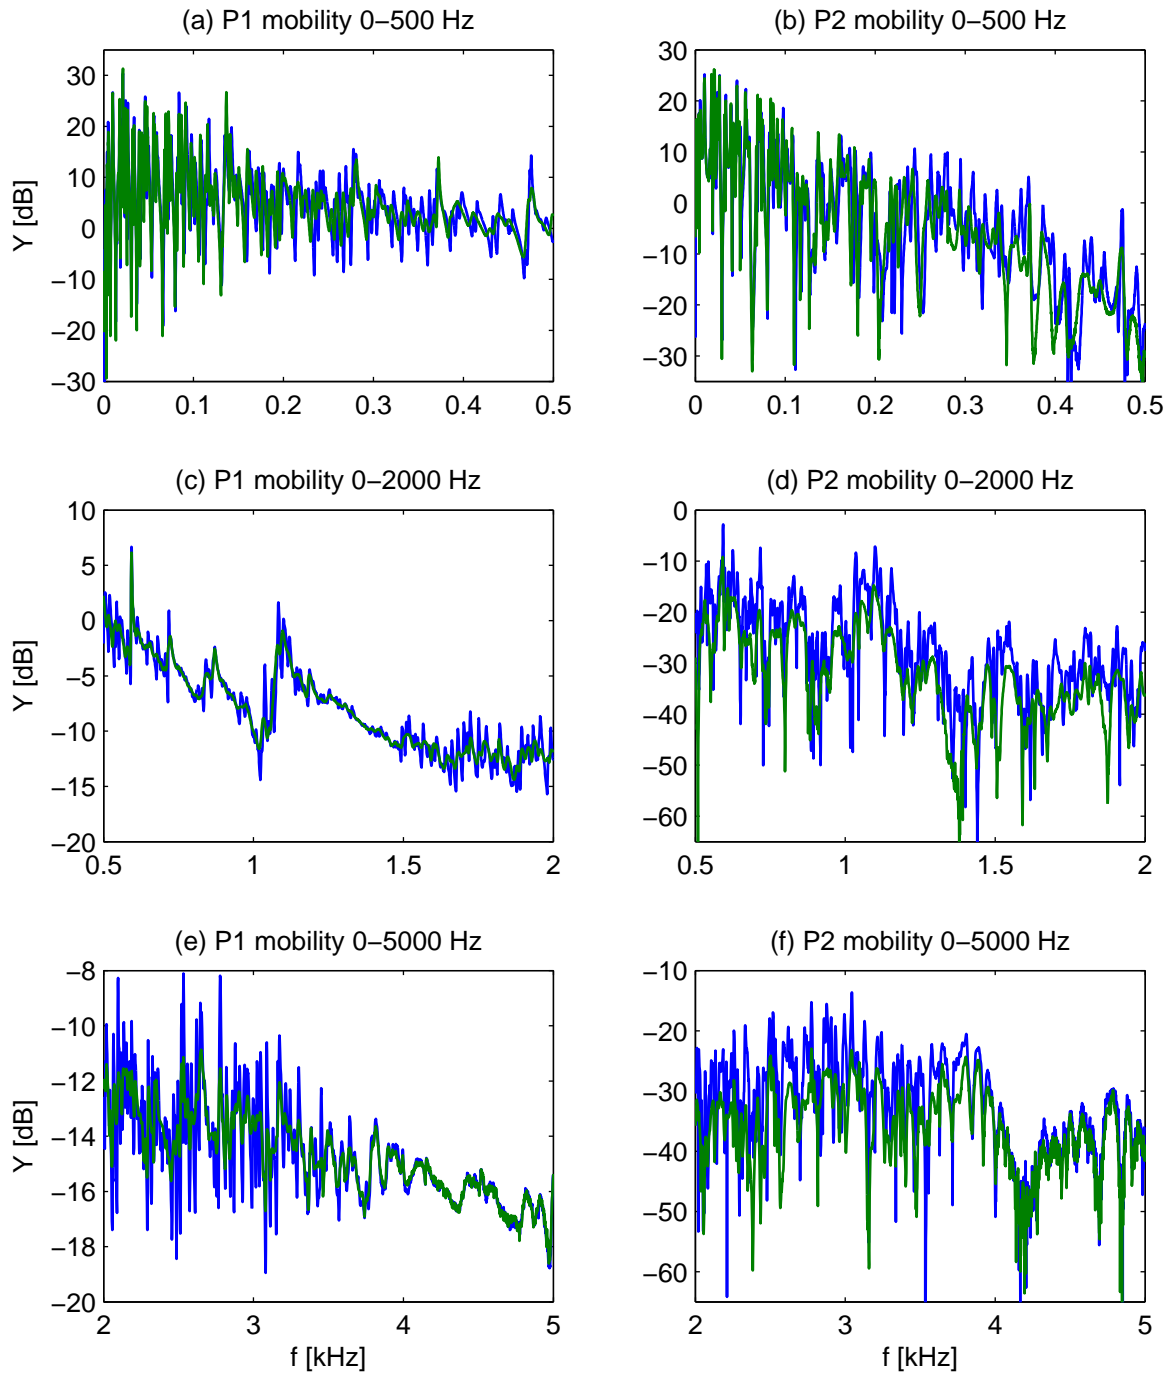 (a) P1 mobility 0−500 Hz
(b) P2 mobility 0−500 Hz
Y [dB]
30
20
10
0
−10
−20
−30
0 0.1 0.2 0.3 0.4 0.5
30
20
10
0
−10
−20
−30
0 0.1 0.2 0.3 0.4 0.5
(c) P1 mobility 0−2000 Hz
(d) P2 mobility 0−2000 Hz
Y [dB]
10
5
0
−5
−10
−15
−20
0.5 1 1.5 2
0
−10
−20
−30
−40
−50
−60
0.5 1 1.5 2
(e) P1 mobility 0−5000 Hz
(f) P2 mobility 0−5000 Hz
Y [dB]
−8
−10
−12
−14
−16
−18
−20
2 3 4 5
f [kHz]
−10
−20
−30
−40
−50
−60
2 3 4 5
f [kHz]